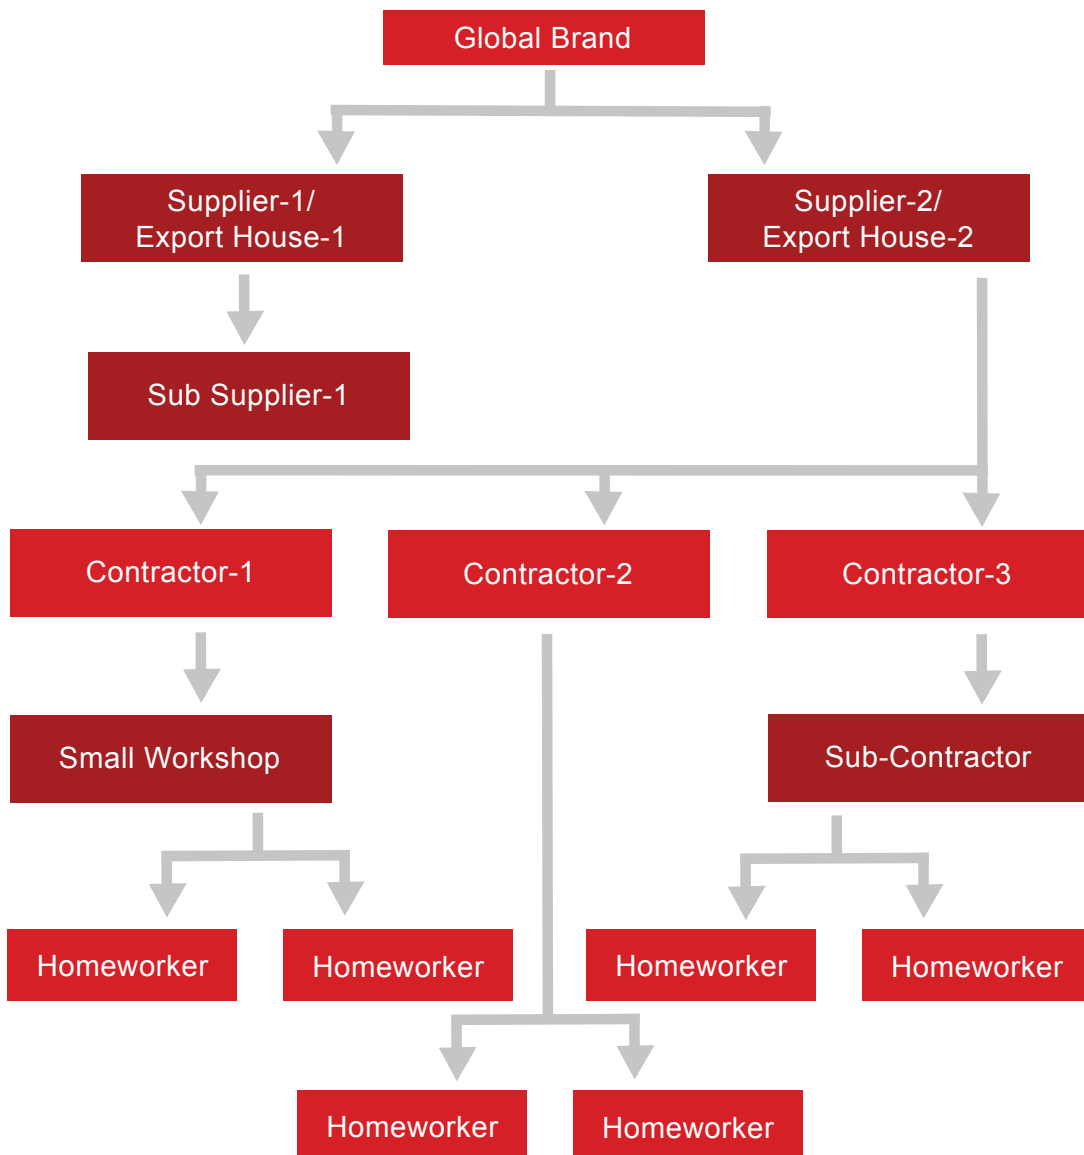 Global Brand
Supplier-1/
Export House-1
Supplier-2/
Export House-2
Sub Supplier-1
Contractor-1
Contractor-2
Contractor-3
Small Workshop
Sub-Contractor
Homeworker
Homeworker
Homeworker
Homeworker
Homeworker
Homeworker